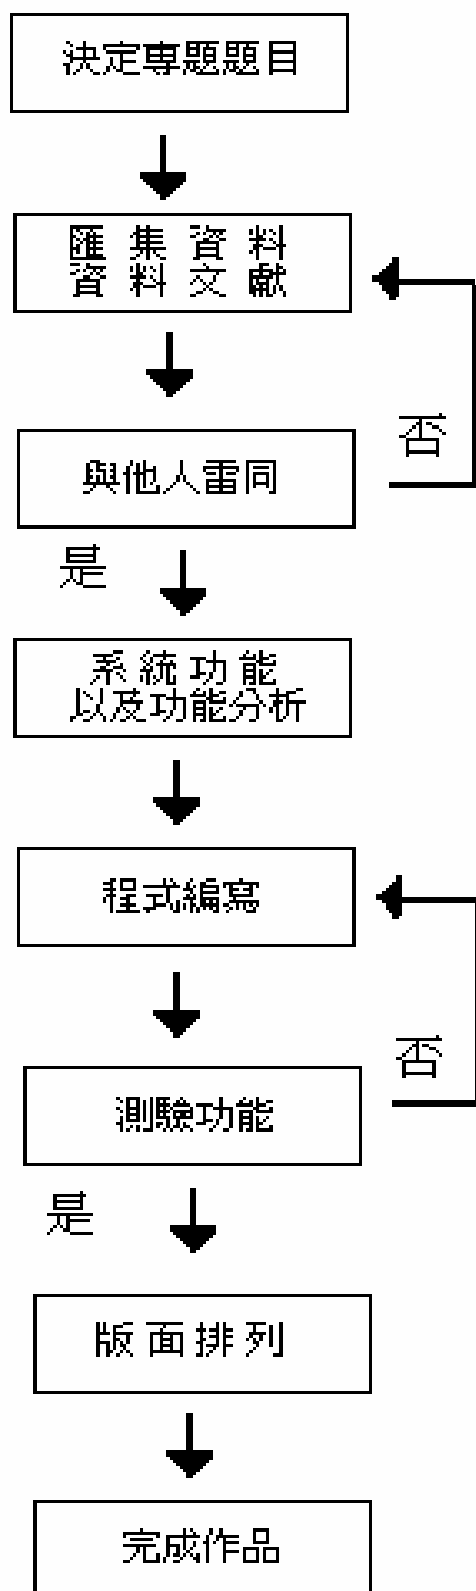 決定專題題目
匯集資料
資料文獻
否
與他人雷同
是
系統功能
以及功能分析
程式編寫
否
測驗功能
是
版面排列
完成作品